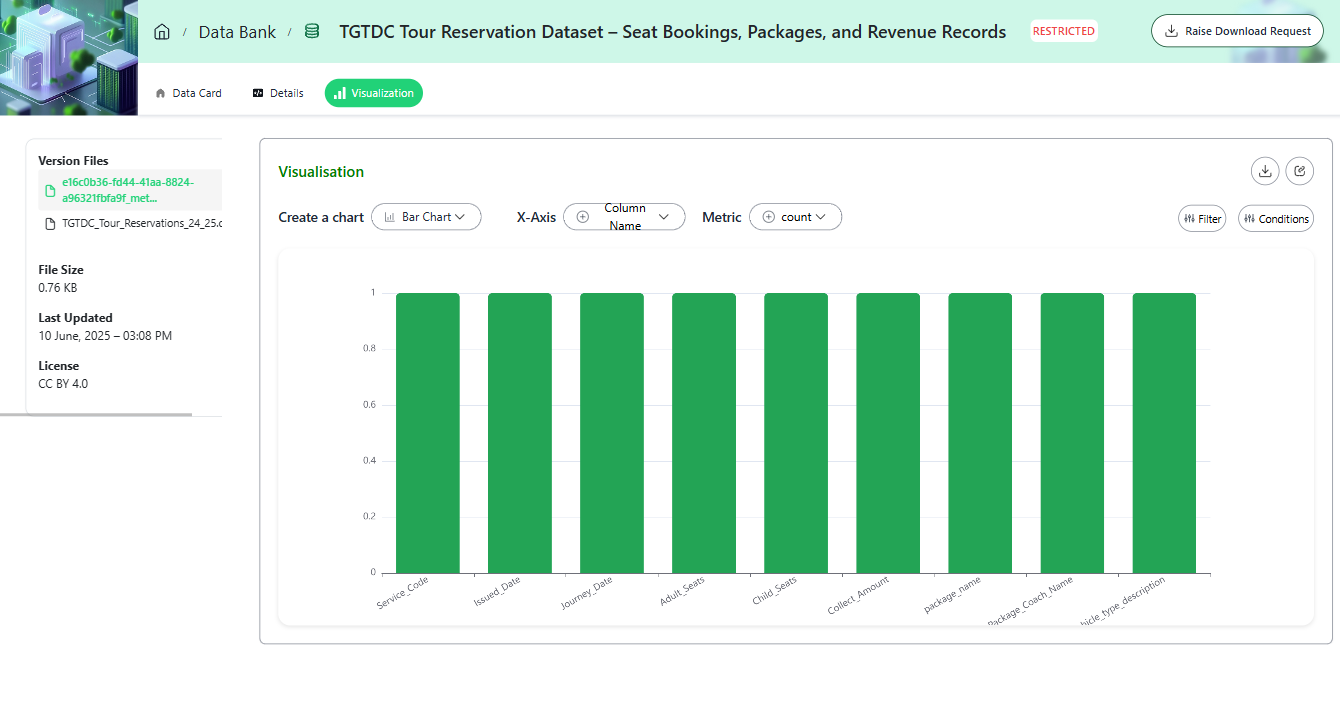 / Data Bank / TGTDC Tour Reservation Dataset – Seat Bookings, Packages, and Revenue Records RESTRICTED Raise Download Request
Data Card Details Visualization
Version Files
e16c0b36-fd44-41aa-8824-
a96321fbfa9f_met...
TGTDC_Tour_Reservations_24_25.c
File Size
0.76 KB
Last Updated
10 June, 2025 – 03:08 PM
License
CC BY 4.0
Visualisation
Create a chart Bar Chart X-Axis Column Name Metric count Filter Conditions
1
0.8
0.6
0.4
0.2
0
Service_Code Issued_Date Journey_Date Adult_Seats Child_Seats Collect_Amount package_name Package_Coach_Name hicle_type_description